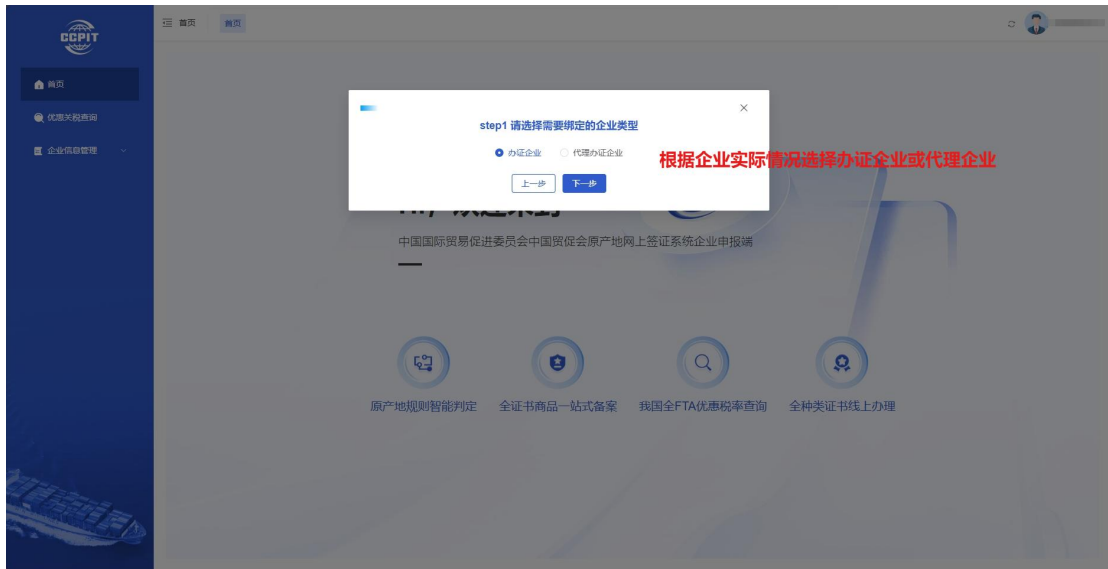 CCPIT
首页
首页
首页
优惠关税查询
企业信息管理
step1 请选择需要绑定的企业类型
办证企业
代理办证企业
根据企业实际情况选择办证企业或代理企业
上一步
下一步
中国国际贸易促进委员会中国贸促会原产地网上签证系统企业申报端
原产地规则智能判定
全证书商品一站式备案
我国全FTA优惠税率查询
全种类证书线上办理